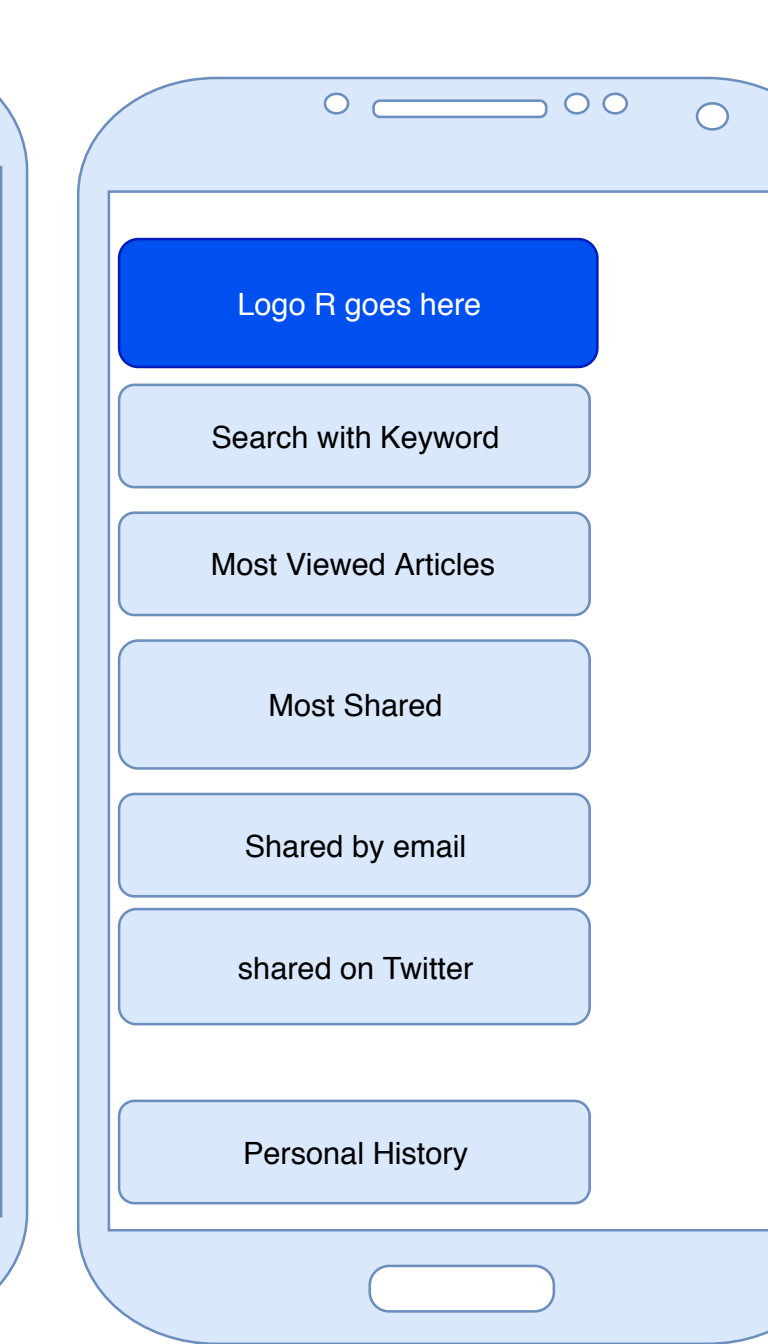 Logo R goes here
Search with Keyword
Most Viewed Articles
Most Shared
Shared by email
shared on Twitter
Personal History